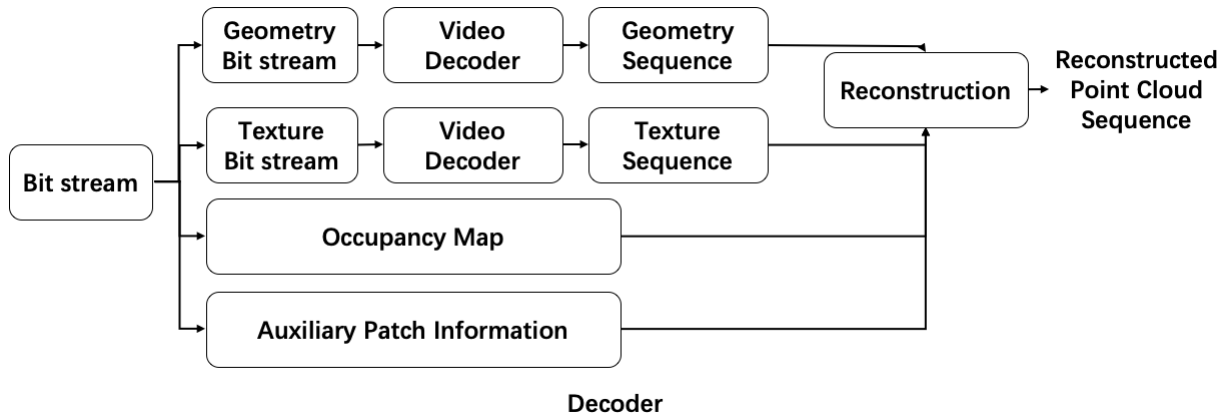 Geometry
Bit stream
Video
Decoder
Geometry
Sequence
Reconstruction
Reconstructed
Point Cloud
Sequence
Bit stream
Texture
Bit stream
Video
Decoder
Texture
Sequence
Occupancy Map
Auxiliary Patch Information
Decoder